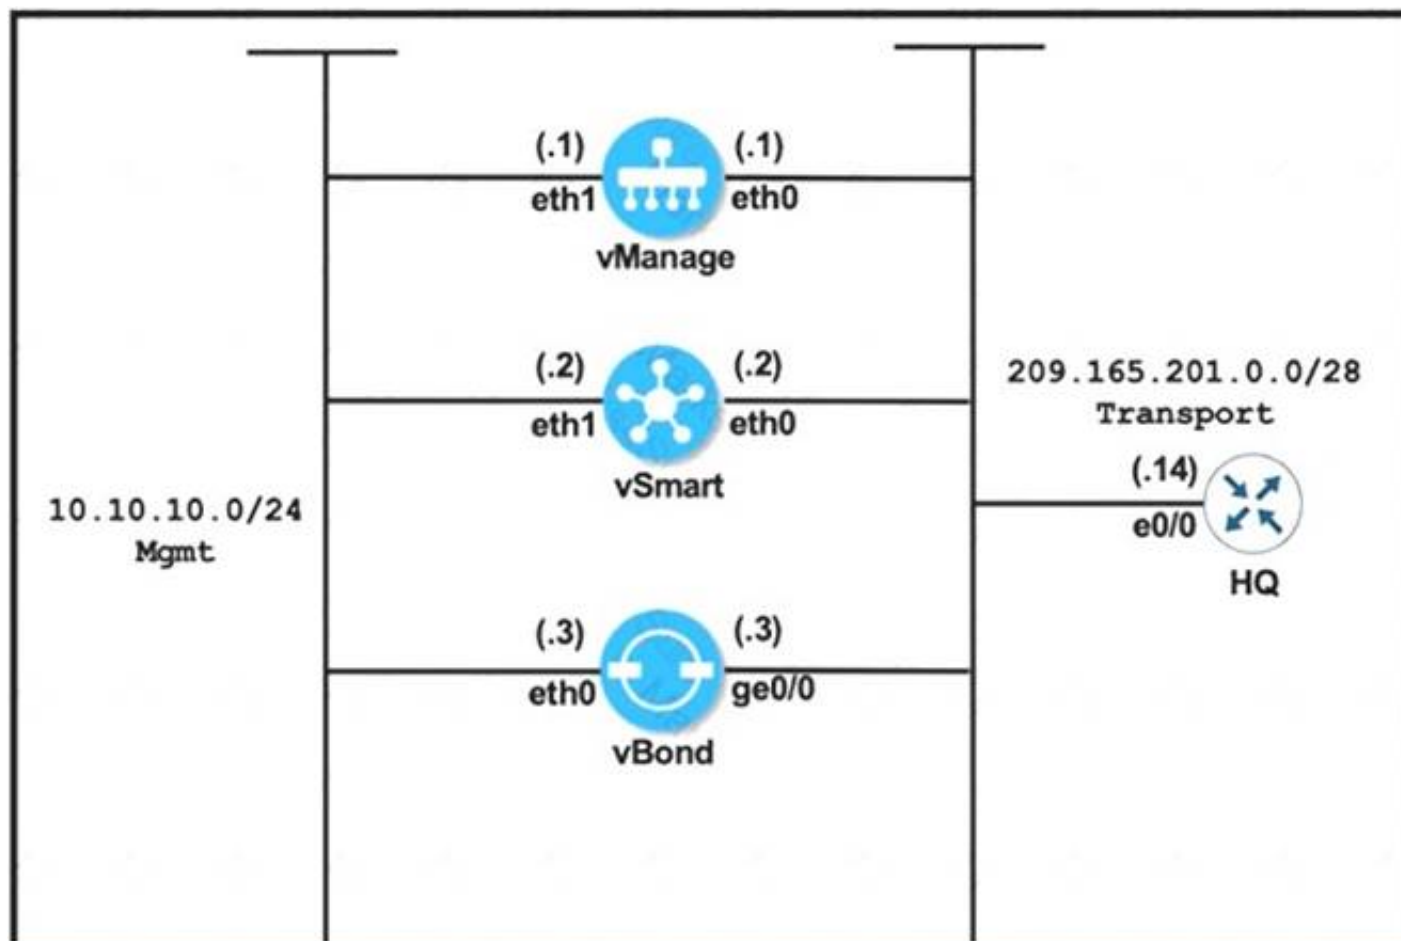 (.1)
(.1)
eth1
eth0
vManage
(.2)
(.2)
eth1
eth0
vSmart
209.165.201.0.0/28
Transport
(.14)
e0/0
HQ
10.10.10.0/24
Mgmt
(.3)
(.3)
eth0
ge0/0
vBond